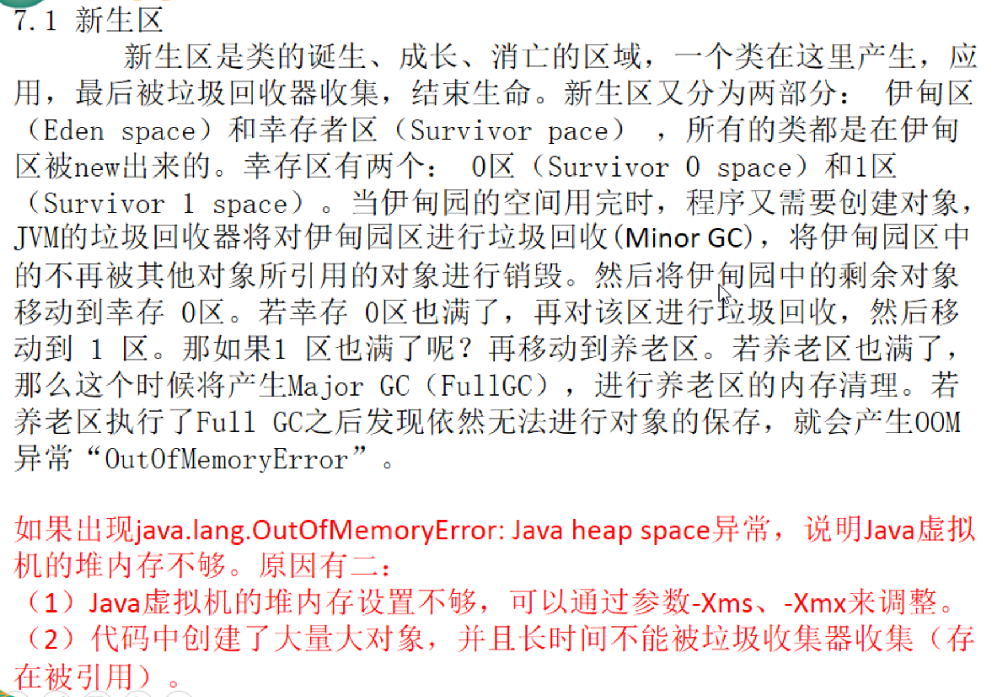 7.1 新生区
新生区是类的诞生、成长、消亡的区域，一个类在这里产生，应
用，最后被垃圾回收器收集，结束生命。新生区又分为两部分： 伊甸区
（Eden space）和幸存者区（Survivor pace） ，所有的类都是在伊甸
区被new出来的。幸存区有两个： 0区（Survivor 0 space）和1区
（Survivor 1 space）。当伊甸园的空间用完时，程序又需要创建对象，
JVM的垃圾回收器将对伊甸园区进行垃圾回收(Minor GC)，将伊甸园区中
的不再被其他对象所引用的对象进行销毁。然后将伊甸园中的剩余对象
移动到幸存 0区。若幸存 0区也满了，再对该区进行垃圾回收，然后移
动到 1 区。那如果1 区也满了呢？再移动到养老区。若养老区也满了，
那么这个时候将产生Major GC（FullGC），进行养老区的内存清理。若
养老区执行了Full GC之后发现依然无法进行对象的保存，就会产生OOM
异常“OutOfMemoryError”。
如果出现java.lang.OutOfMemoryError: Java heap space异常，说明Java虚拟
机的堆内存不够。原因有二：
（1）Java虚拟机的堆内存设置不够，可以通过参数-Xms、-Xmx来调整。
（2）代码中创建了大量大对象，并且长时间不能被垃圾收集器收集（存
在被引用）。